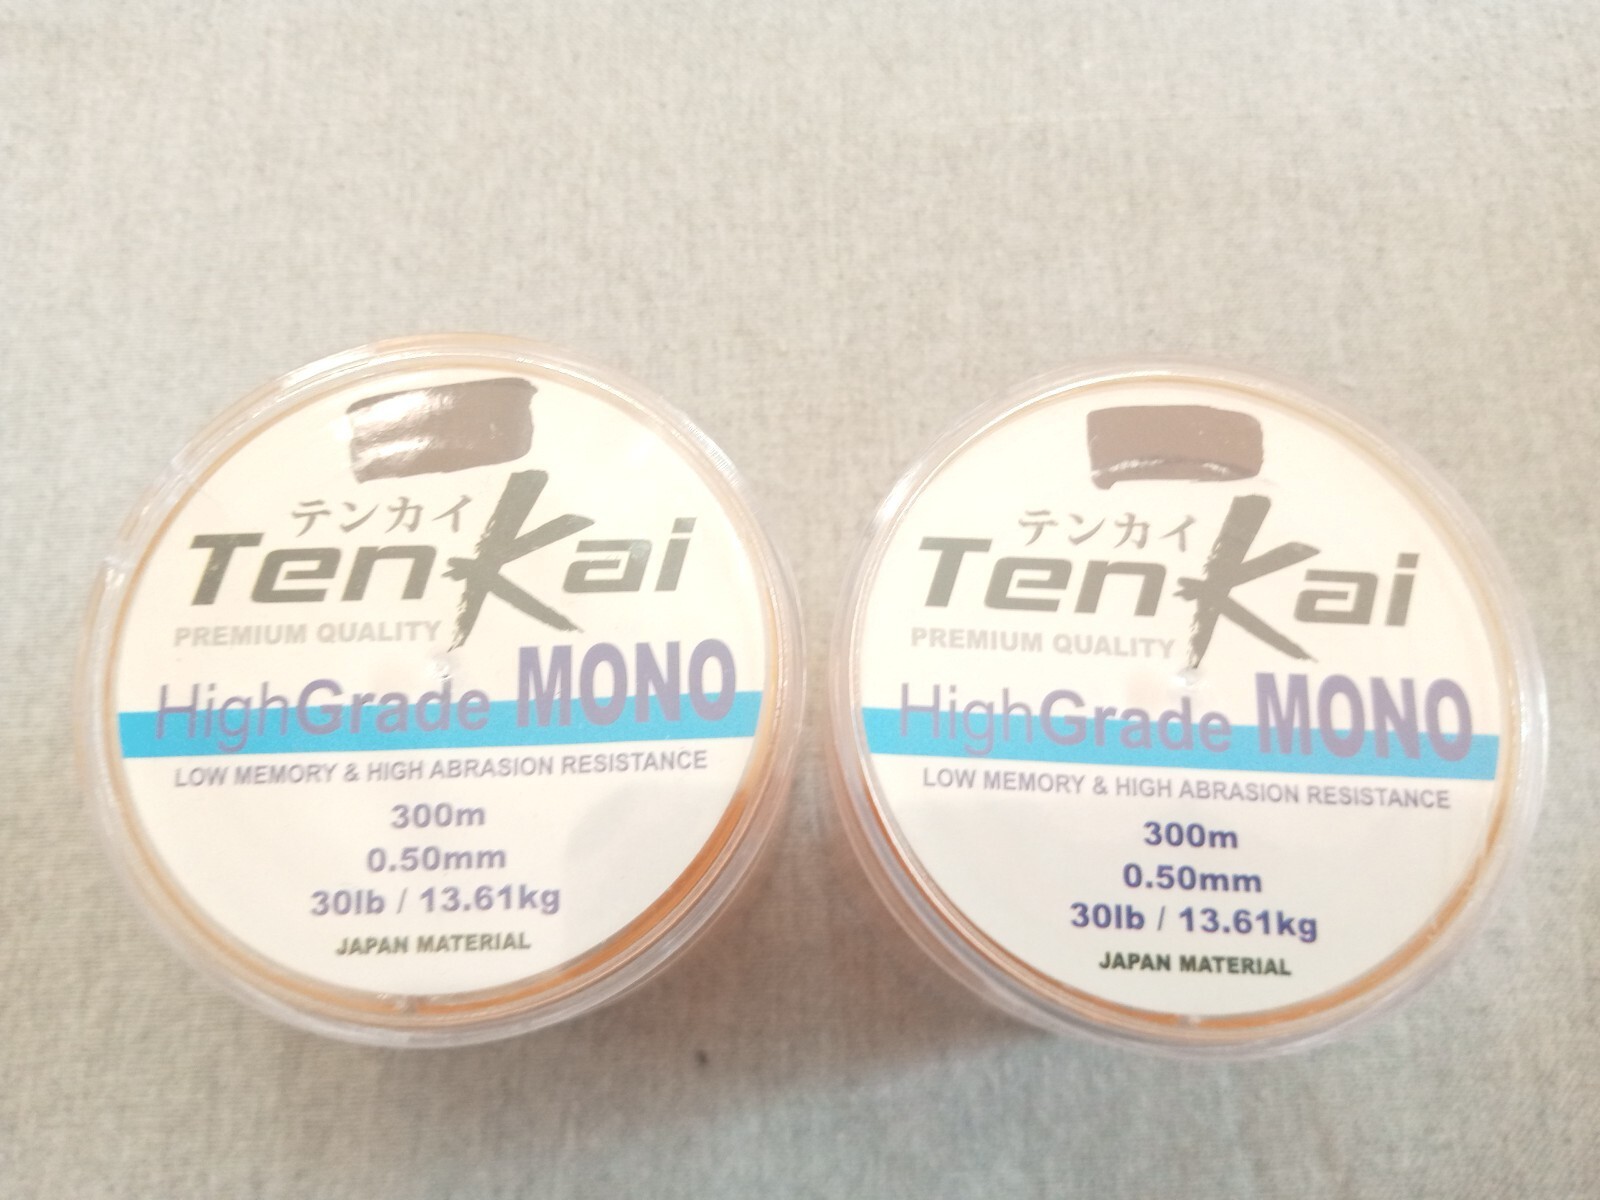 テンカイ
TenKai
PREMIUM QUALITY
HighGrade MONO
LOW MEMORY & HIGH ABRASION RESISTANCE
300m
0.50mm
30lb / 13.61kg
JAPAN MATERIAL
テンカイ
TenKai
PREMIUM QUALITY
HighGrade MONO
LOW MEMORY & HIGH ABRASION RESISTANCE
300m
0.50mm
30lb / 13.61kg
JAPAN MATERIAL